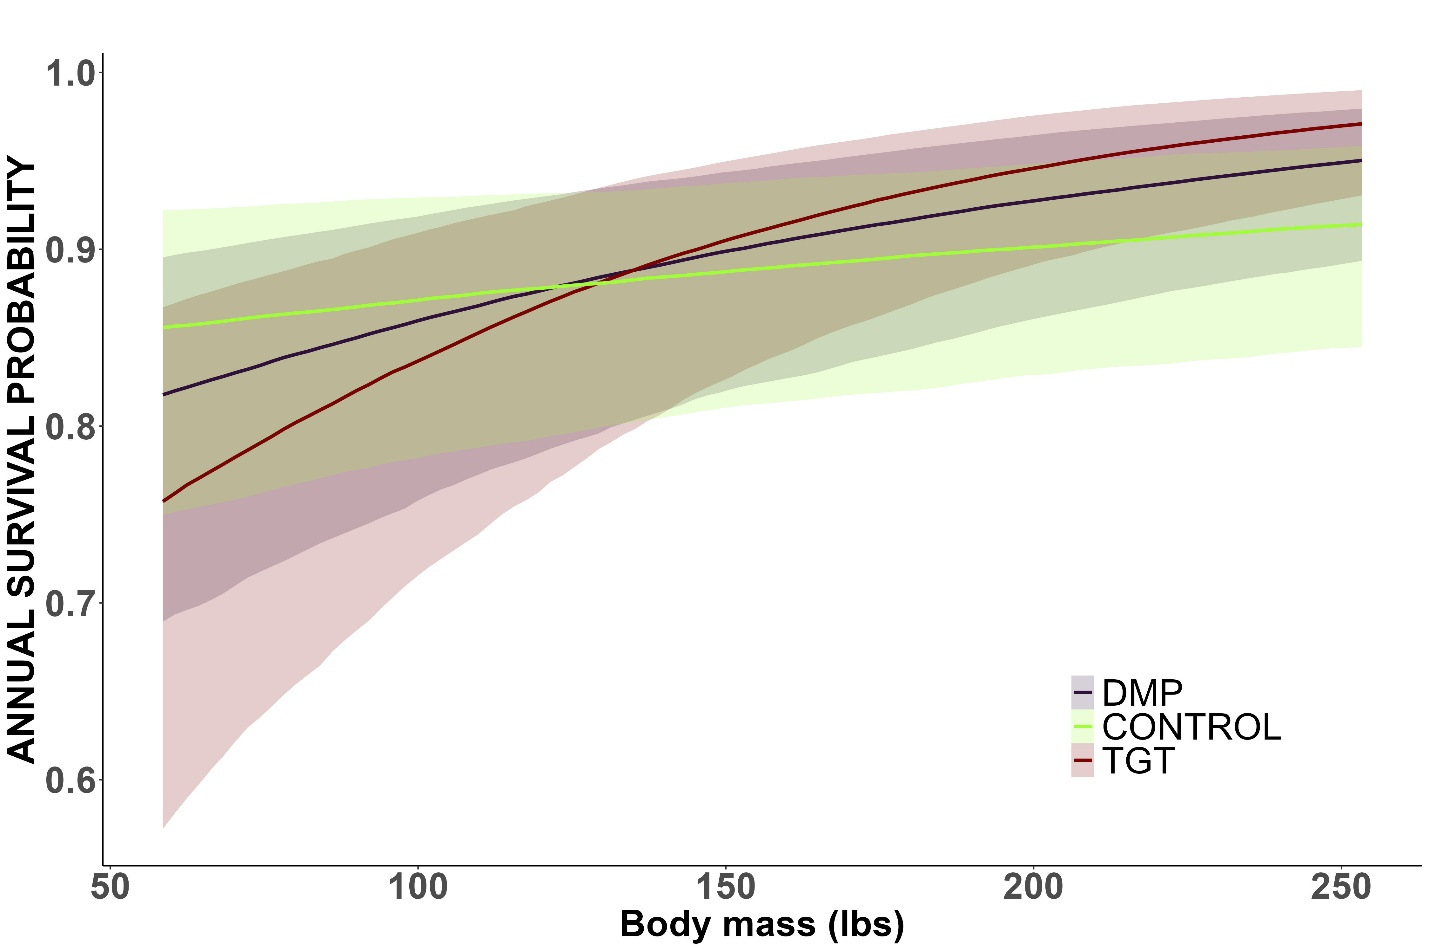 ANNUAL SURVIVAL PROBABILITY
1.0
0.9
0.8
0.7
0.6
DMP
CONTROL
TGT
50 100 150 200 250
Body mass (lbs)